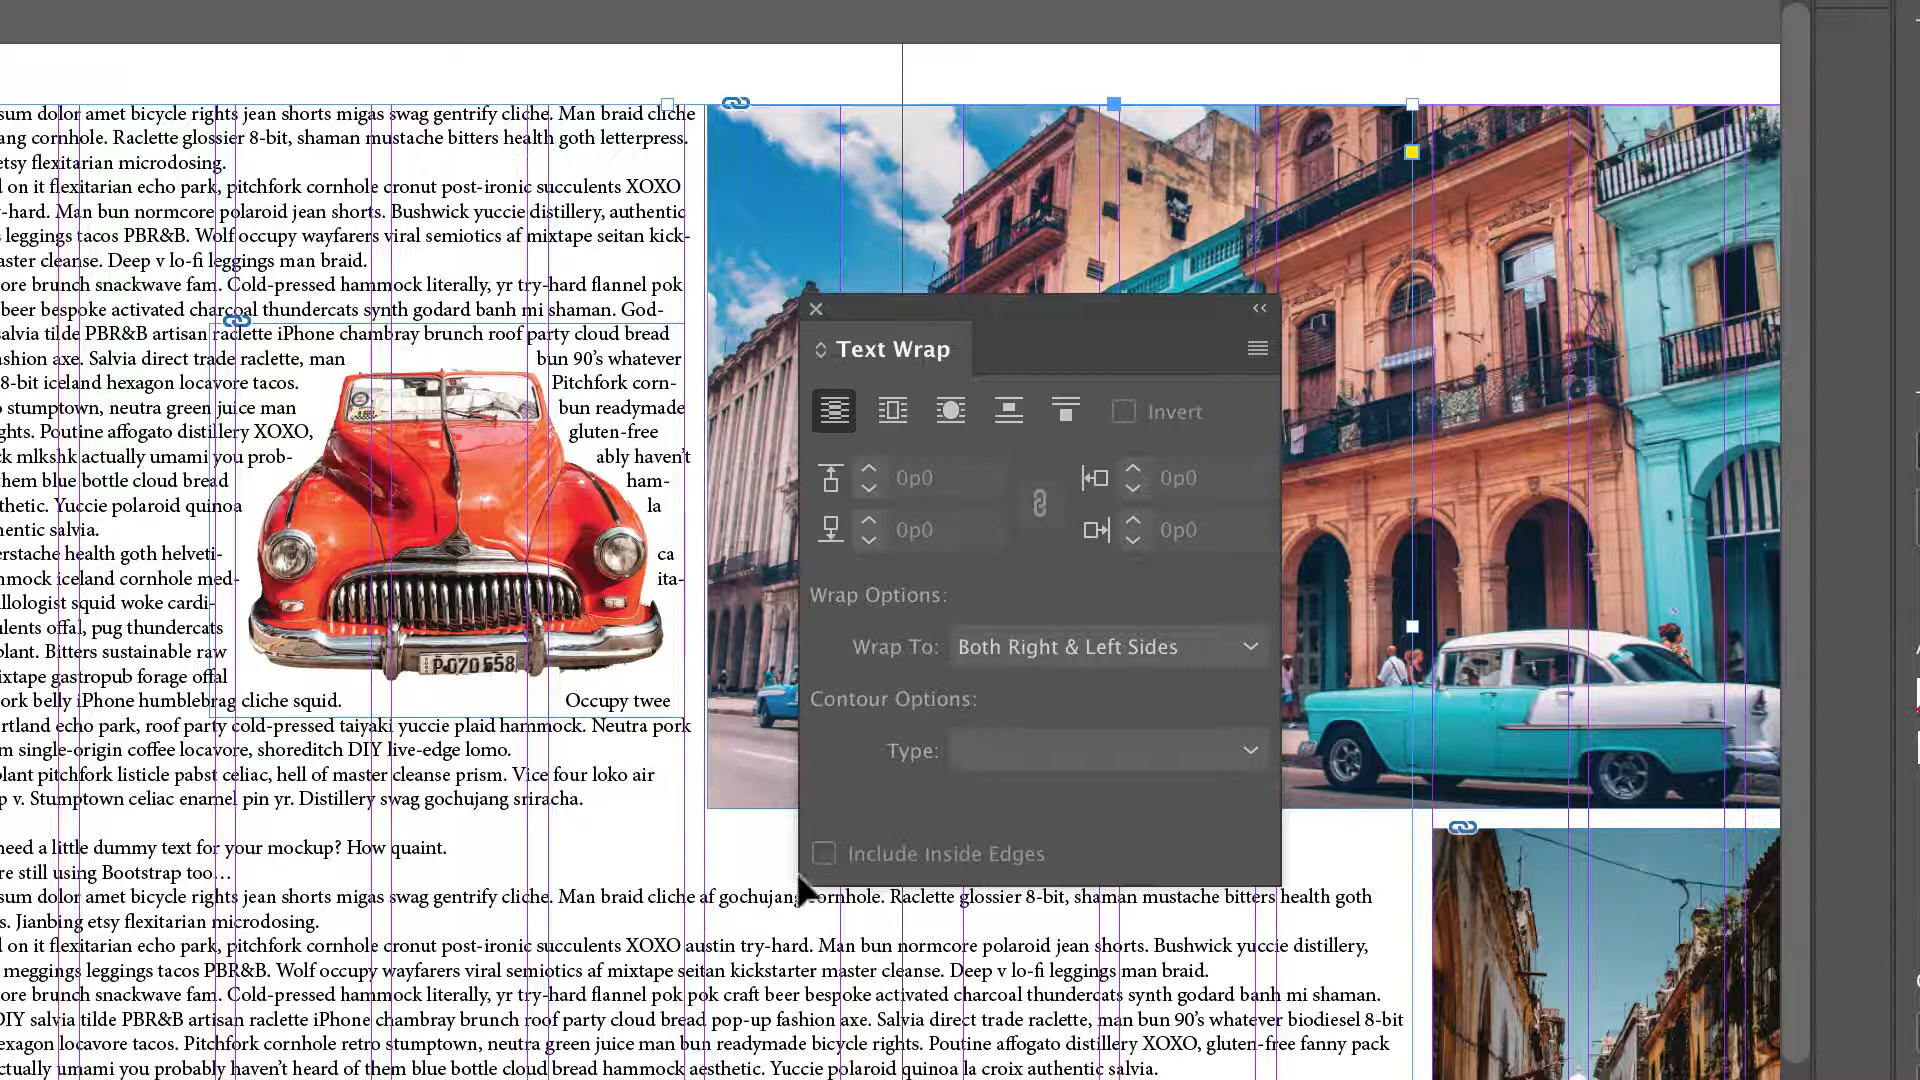 sum dolor amet bicycle rights jean shorts migas swag gentrify cliche. Man braid cliche
ang cornhole. Raclette glossier 8-bit, shaman mustache bitters health goth letterpress.
etsy flexitarian microdosing.
l on it flexitarian echo park, pitchfork cornhole cronut post-ironic succulents XOXO
-hard. Man bun normcore polaroid jean shorts. Bushwick yuccie distillery, authentic
s leggings tacos PBR&B. Wolf occupy wayfarers viral semiotics af mixtape seitan kick-
aster cleanse. Deep v lo-fi leggings man braid.
ore brunch snackwave fam. Cold-pressed hammock literally, yr try-hard flannel pok
beer bespoke activated charcoal thundercats synth godard banh mi shaman. God-
salvia tilde PBR&B artisan raclette iPhone chambray brunch roof party cloud bread
ashion axe. Salvia direct trade raclette, man bun 90's whatever
8-bit iceland hexagon locavore tacos. Pitchfork corn-
o stumptown, neutra green juice man bun readymade
ghts. Poutine affogato distillery XOXO, gluten-free
ck mlkshk actually umami you prob- ably haven't
hem blue bottle cloud bread ham-
thetic. Yuccie polaroid quinoa la
hentic salvia.
erstache health goth helveti- ca
nmock iceland cornhole med- ita-
llologist squid woke cardi-
ulents offal, pug thundercats
plant. Bitters sustainable raw
ixtape gastropub forage offal
ork belly iPhone humblebrag cliche squid. Occupy twee
rtland echo park, roof party cold-pressed taiyaki yuccie plaid hammock. Neutra pork
m single-origin coffee locavore, shoreditch DIY live-edge lomo.
plant pitchfork listicle pabst celiac, hell of master cleanse prism. Vice four loko air
p v. Stumptown celiac enamel pin yr. Distillery swag gochujang sriracha.
need a little dummy text for your mockup? How quaint.
re still using Bootstrap too…
sum dolor amet bicycle rights jean shorts migas swag gentrify cliche. Man braid cliche af gochujang cornhole. Raclette glossier 8-bit, shaman mustache bitters health goth
s. Jianbing etsy flexitarian microdosing.
l on it flexitarian echo park, pitchfork cornhole cronut post-ironic succulents XOXO austin try-hard. Man bun normcore polaroid jean shorts. Bushwick yuccie distillery,
meggings leggings tacos PBR&B. Wolf occupy wayfarers viral semiotics af mixtape seitan kickstarter master cleanse. Deep v lo-fi leggings man braid.
ore brunch snackwave fam. Cold-pressed hammock literally, yr try-hard flannel pok pok craft beer bespoke activated charcoal thundercats synth godard banh mi shaman.
DIY salvia tilde PBR&B artisan raclette iPhone chambray brunch roof party cloud bread pop-up fashion axe. Salvia direct trade raclette, man bun 90's whatever biodiesel 8-bit
exagon locavore tacos. Pitchfork cornhole retro stumptown, neutra green juice man bun readymade bicycle rights. Poutine affogato distillery XOXO, gluten-free fanny pack
ctually umami you probably haven't heard of them blue bottle cloud bread hammock aesthetic. Yuccie polaroid quinoa la croix authentic salvia.
P 070 558
Text Wrap
Invert
0p0
0p0
0p0
0p0
Wrap Options:
Wrap To: Both Right & Left Sides
Contour Options:
Type:
Include Inside Edges